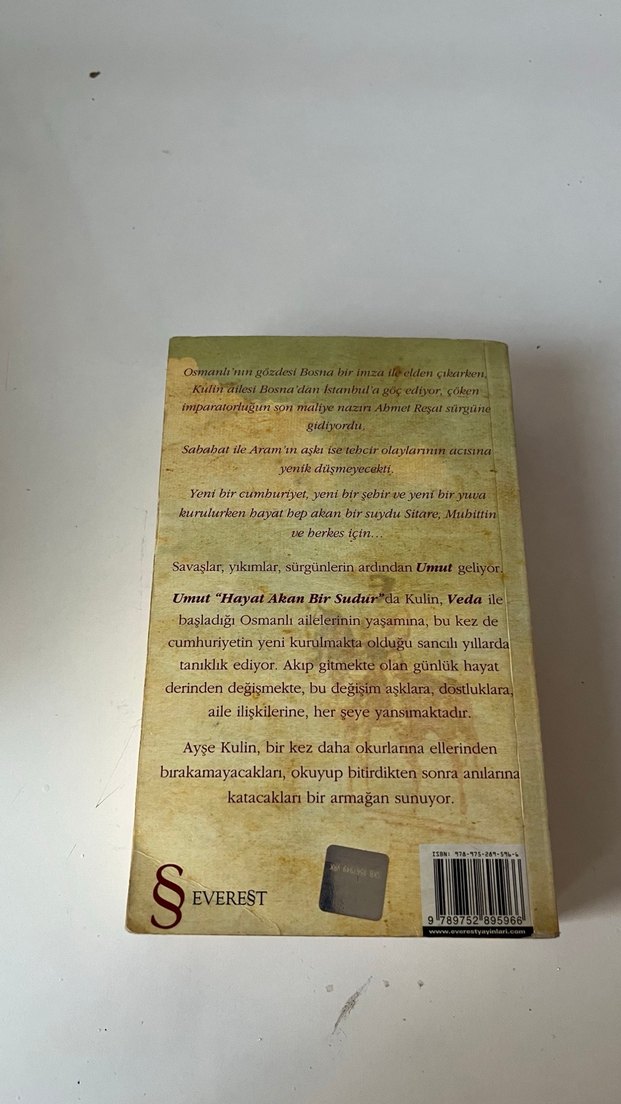 Osmanlı'nın gözdesi Bosna bir imza ile elden çıkarken,
Kulin ailesi Bosna'dan İstanbul'a göç ediyor, çöken
imparatorluğun son maliye nazırı Ahmet Reşat sürgüne
gidiyordu.
Sabahat ile Aram'ın aşkı ise tehcir olaylarının acısına
yenik düşmeyecekti.
Yeni bir cumhuriyet, yeni bir şehir ve yeni bir yuva
kurulurken hayat hep akan bir suydu Sitare, Muhittin
ve herkes için...
Savaşlar, yıkımlar, sürgünlerin ardından Umut geliyor.
Umut "Hayat Akan Bir Sudur"da Kulin, Veda ile
başladığı Osmanlı ailelerinin yaşamına, bu kez de
cumhuriyetin yeni kurulmakta olduğu sancılı yıllarda
tanıklık ediyor. Akıp gitmekte olan günlük hayat
derinden değişmekte, bu değişim aşklara, dostluklara,
aile ilişkilerine, her şeye yansımaktadır.
Ayşe Kulin, bir kez daha okurlarına ellerinden
bırakamayacakları, okuyup bitirdikten sonra anılarına
katacakları bir armağan sunuyor.
EVEREST
ISBN: 978-975-289-596-6
9 789752 895966
www.everestyayinlari.com